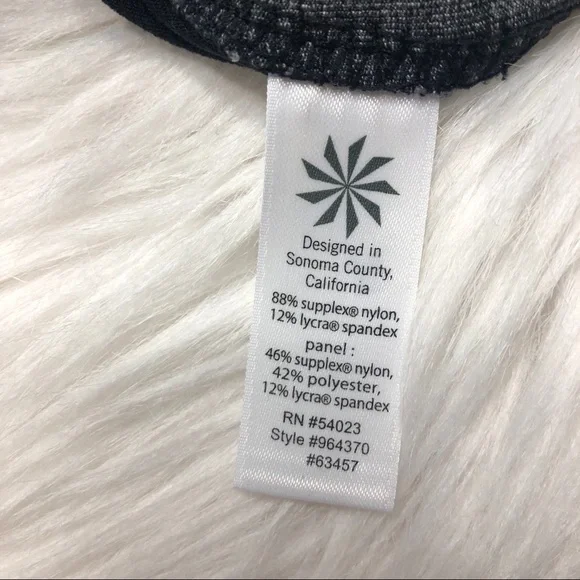 Designed in
Sonoma County,
California
88% supplex® nylon,
12% lycra® spandex
panel :
46% supplex® nylon,
42% polyester,
12% lycra® spandex
RN #54023
Style #964370
#63457